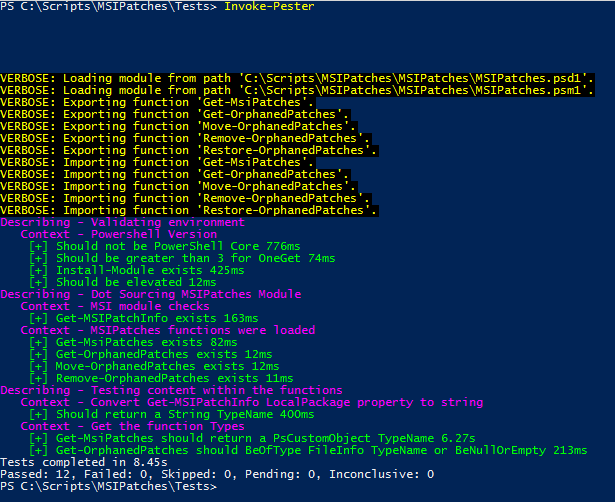 PS C:\Scripts\MSIPatches\Tests> Invoke-Pester
VERBOSE: Loading module from path 'C:\Scripts\MSIPatches\MSIPatches\MSIPatches.psd1'.
VERBOSE: Loading module from path 'C:\Scripts\MSIPatches\MSIPatches\MSIPatches.psm1'.
VERBOSE: Exporting function 'Get-MsiPatches'.
VERBOSE: Exporting function 'Get-OrphanedPatches'.
VERBOSE: Exporting function 'Move-OrphanedPatches'.
VERBOSE: Exporting function 'Remove-OrphanedPatches'.
VERBOSE: Exporting function 'Restore-OrphanedPatches'.
VERBOSE: Importing function 'Get-MsiPatches'.
VERBOSE: Importing function 'Get-OrphanedPatches'.
VERBOSE: Importing function 'Move-OrphanedPatches'.
VERBOSE: Importing function 'Remove-OrphanedPatches'.
VERBOSE: Importing function 'Restore-OrphanedPatches'.
Describing - Validating environment
Context - Powershell Version
[+] Should not be PowerShell Core 776ms
[+] Should be greater than 3 for OneGet 74ms
[+] Install-Module exists 425ms
[+] Should be elevated 12ms
Describing - Dot Sourcing MSIPatches Module
Context - MSI module checks
[+] Get-MSIPatchInfo exists 163ms
Context - MSIPatches functions were loaded
[+] Get-MsiPatches exists 82ms
[+] Get-OrphanedPatches exists 12ms
[+] Move-OrphanedPatches exists 12ms
[+] Remove-OrphanedPatches exists 11ms
Describing - Testing content within the functions
Context - Convert Get-MSIPatchInfo LocalPackage property to string
[+] Should return a String TypeName 400ms
Context - Get the function Types
[+] Get-MsiPatches should return a PsCustomObject TypeName 6.27s
[+] Get-OrphanedPatches should BeOfType FileInfo TypeName or BeNullOrEmpty 213ms
Tests completed in 8.45s
Passed: 12, Failed: 0, Skipped: 0, Pending: 0, Inconclusive: 0
PS C:\Scripts\MSIPatches\Tests>